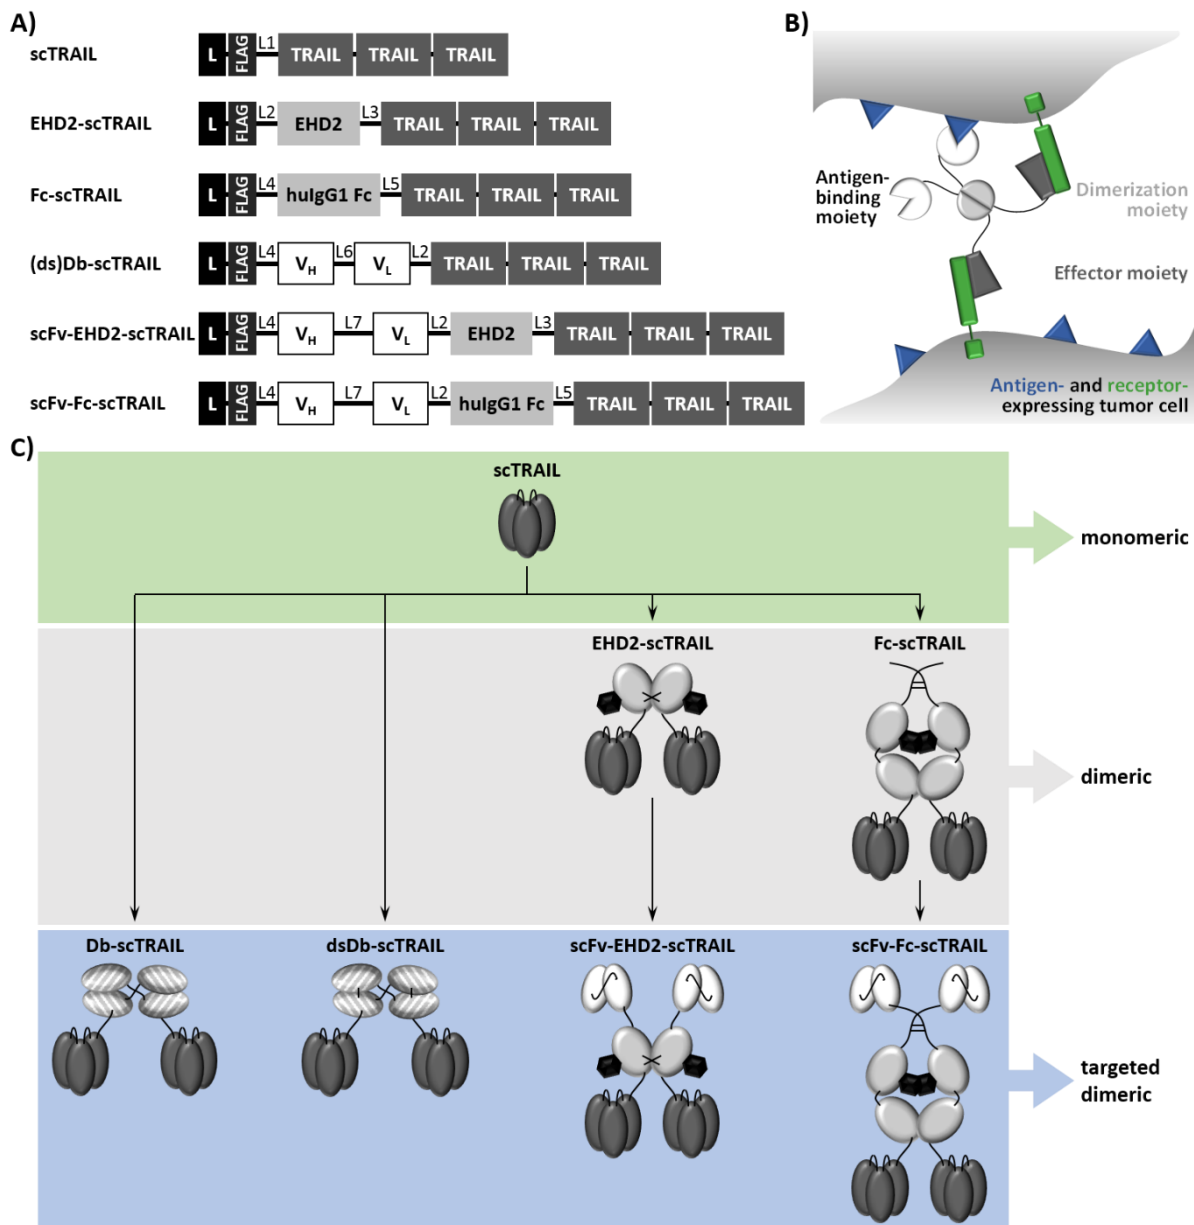 A)
scTRAIL
L FLAG L1 TRAIL TRAIL TRAIL
EHD2-scTRAIL
L FLAG L2 EHD2 L3 TRAIL TRAIL TRAIL
Fc-scTRAIL
L FLAG L4 huIgG1 Fc L5 TRAIL TRAIL TRAIL
(ds)Db-scTRAIL
L FLAG L4 VH L6 VL L2 TRAIL TRAIL TRAIL
scFv-EHD2-scTRAIL
L FLAG L4 VH L7 VL L2 EHD2 L3 TRAIL TRAIL TRAIL
scFv-Fc-scTRAIL
L FLAG L4 VH L7 VL L2 huIgG1 Fc L5 TRAIL TRAIL TRAIL
B)
Antigen-
binding
moiety
Dimerization
moiety
Effector moiety
Antigen- and receptor-
expressing tumor cell
C)
scTRAIL
monomeric
EHD2-scTRAIL
Fc-scTRAIL
dimeric
Db-scTRAIL
dsDb-scTRAIL
scFv-EHD2-scTRAIL
scFv-Fc-scTRAIL
targeted
dimeric